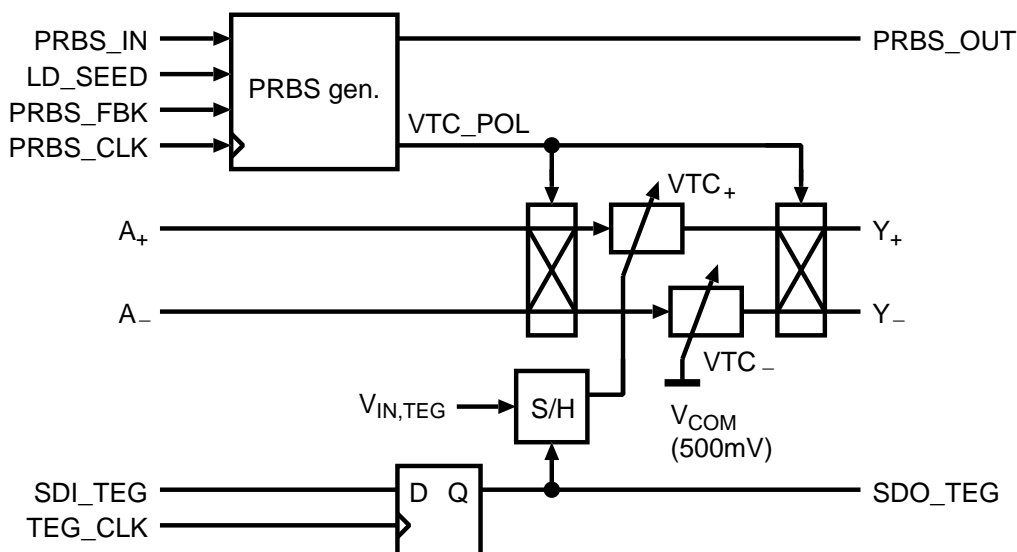 PRBS_IN
PRBS_OUT
LD_SEED
PRBS gen.
PRBS_FBK
VTC_POL
PRBS_CLK
VTC+
A+
Y+
A−
Y−
VTC−
VIN,TEG
S/H
VCOM
(500mV)
SDI_TEG
D Q
SDO_TEG
TEG_CLK